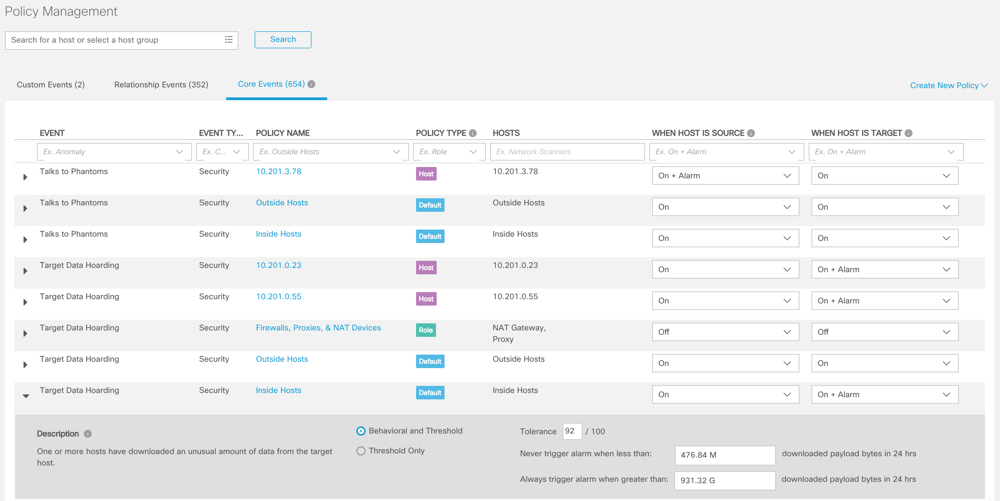 Policy Management
Search for a host or select a host group
Search
Custom Events (2) Relationship Events (352) Core Events (654) Create New Policy
EVENT EVENT TY... POLICY NAME POLICY TYPE HOSTS WHEN HOST IS SOURCE WHEN HOST IS TARGET
Ex. Anomaly Ex. C... Ex. Outside Hosts Ex. Role Ex. Network Scanners Ex. On + Alarm Ex. On + Alarm
Talks to Phantoms Security 10.201.3.78 Host 10.201.3.78 On + Alarm On
Talks to Phantoms Security Outside Hosts Default Outside Hosts On On
Talks to Phantoms Security Inside Hosts Default Inside Hosts On On
Target Data Hoarding Security 10.201.0.23 Host 10.201.0.23 On On + Alarm
Target Data Hoarding Security 10.201.0.55 Host 10.201.0.55 On On + Alarm
Target Data Hoarding Security Firewalls, Proxies, & NAT Devices Role NAT Gateway, Off Off
Proxy
Target Data Hoarding Security Outside Hosts Default Outside Hosts On On
Target Data Hoarding Security Inside Hosts Default Inside Hosts On On + Alarm
Description
One or more hosts have downloaded an unusual amount of data from the target
host.
Behavioral and Threshold
Threshold Only
Tolerance 92 / 100
Never trigger alarm when less than: 476.84 M downloaded payload bytes in 24 hrs
Always trigger alarm when greater than: 931.32 G downloaded payload bytes in 24 hrs